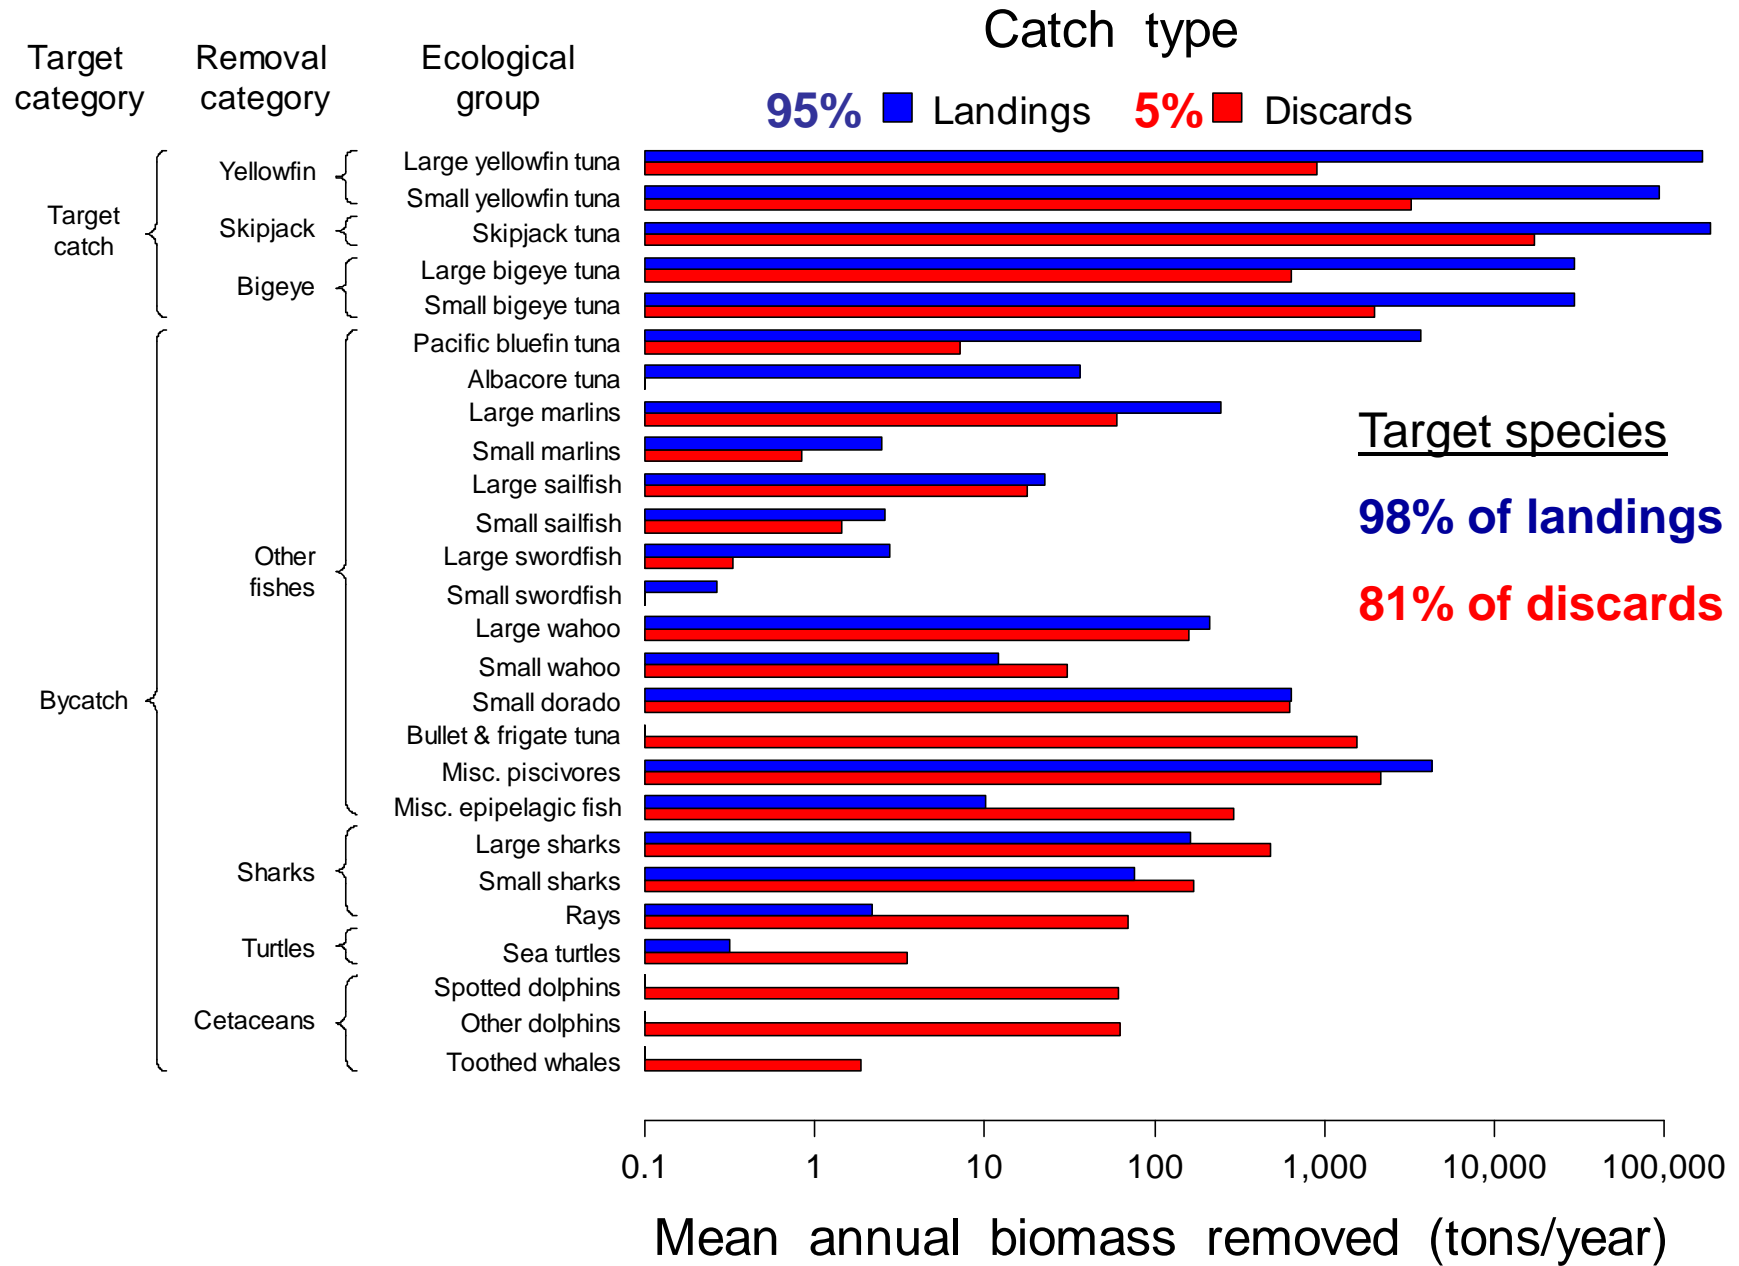 Catch type
Target category
Removal category
Ecological group
95% Landings 5% Discards
Target catch
Bycatch
Yellowfin
Skipjack
Bigeye
Other fishes
Sharks
Turtles
Cetaceans
Large yellowfin tuna
Small yellowfin tuna
Skipjack tuna
Large bigeye tuna
Small bigeye tuna
Pacific bluefin tuna
Albacore tuna
Large marlins
Small marlins
Large sailfish
Small sailfish
Large swordfish
Small swordfish
Large wahoo
Small wahoo
Small dorado
Bullet & frigate tuna
Misc. piscivores
Misc. epipelagic fish
Large sharks
Small sharks
Rays
Sea turtles
Spotted dolphins
Other dolphins
Toothed whales
Target species
98% of landings
81% of discards
0.1 1 10 100 1,000 10,000 100,000
Mean annual biomass removed (tons/year)